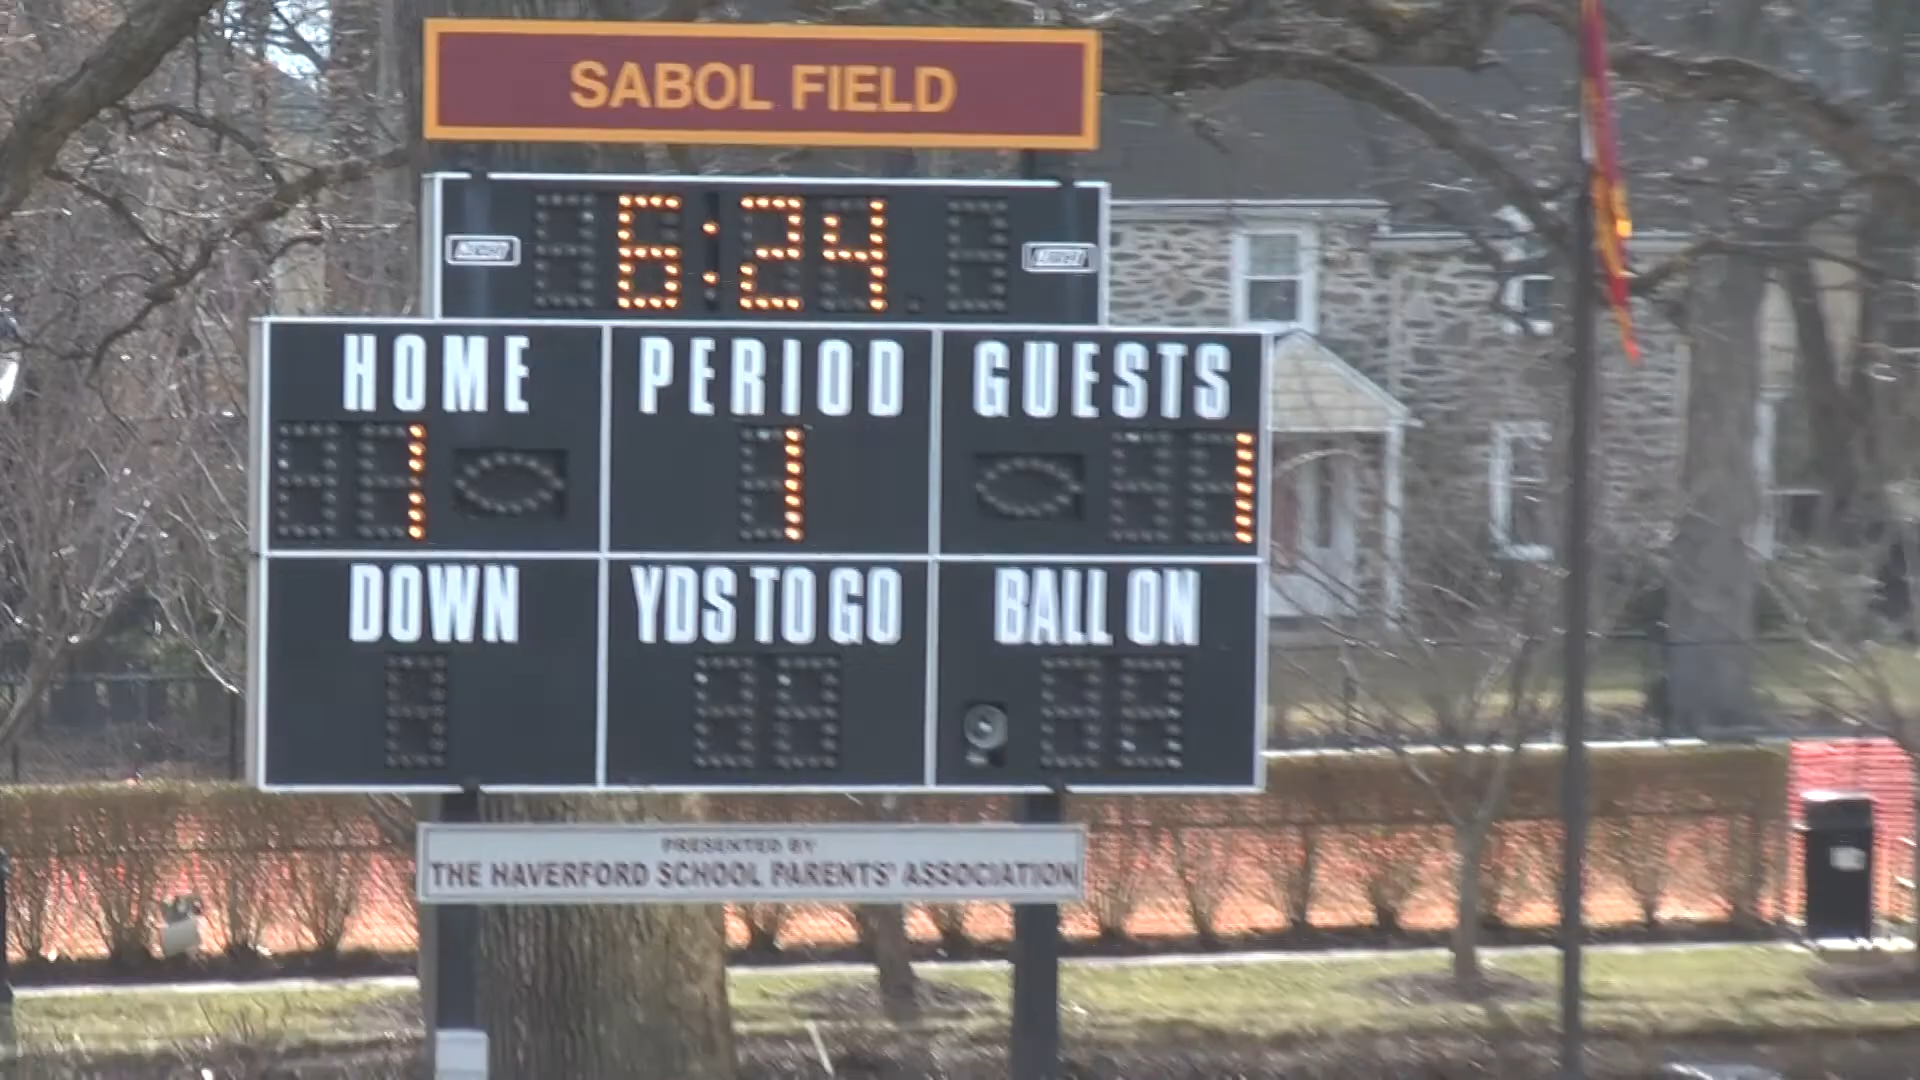 SABOL FIELD
6:24
HOME PERIOD GUESTS
1 1 1
DOWN YDS TO GO BALL ON
PRESENTED BY
THE HAVERFORD SCHOOL PARENTS' ASSOCIATION